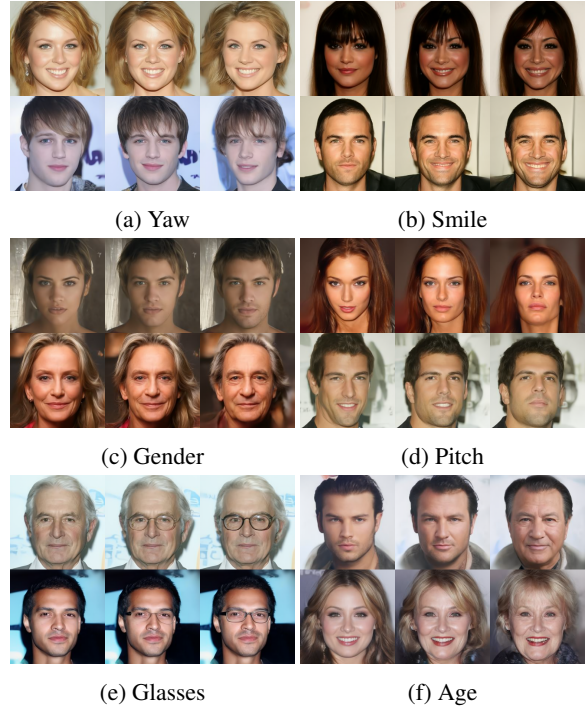 (a) Yaw
(b) Smile
(c) Gender
(d) Pitch
(e) Glasses
(f) Age